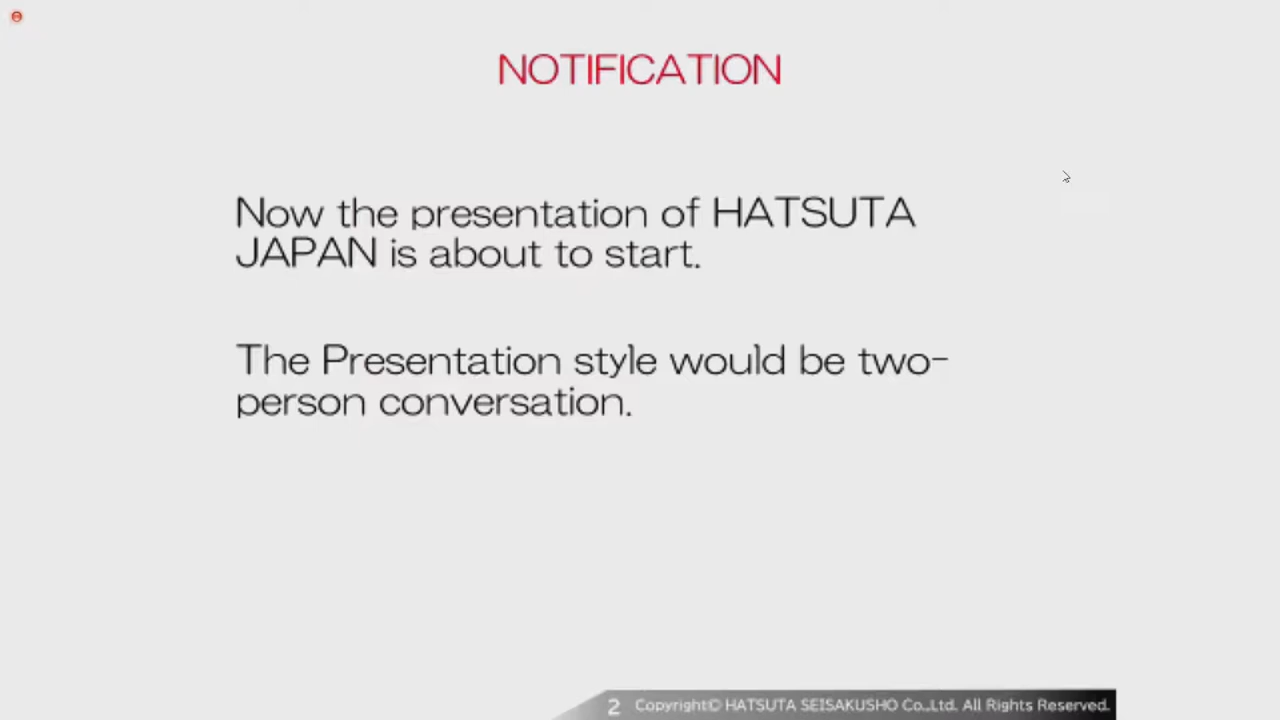 NOTIFICATION
Now the presentation of HATSUTA
JAPAN is about to start.
The Presentation style would be two-
person conversation.
2 Copyright© HATSUTA SEISAKUSHO Co.,Ltd. All Rights Reserved.